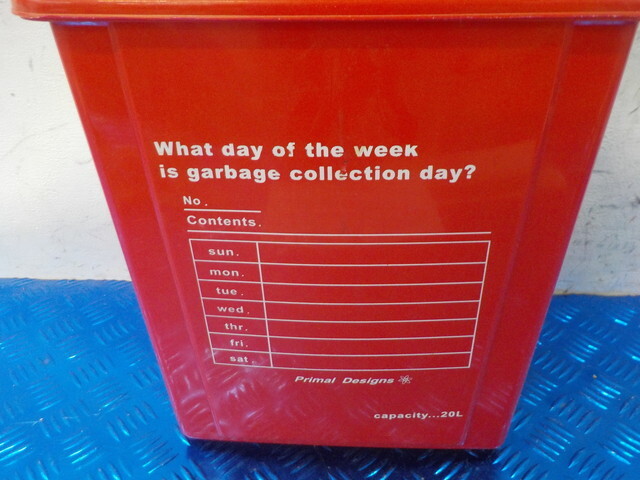 What day of the week
is garbage collection day?
No.
Contents.
sun.
mon.
tue.
wed.
thr.
fri.
sat.
Primal Designs
capacity...20L